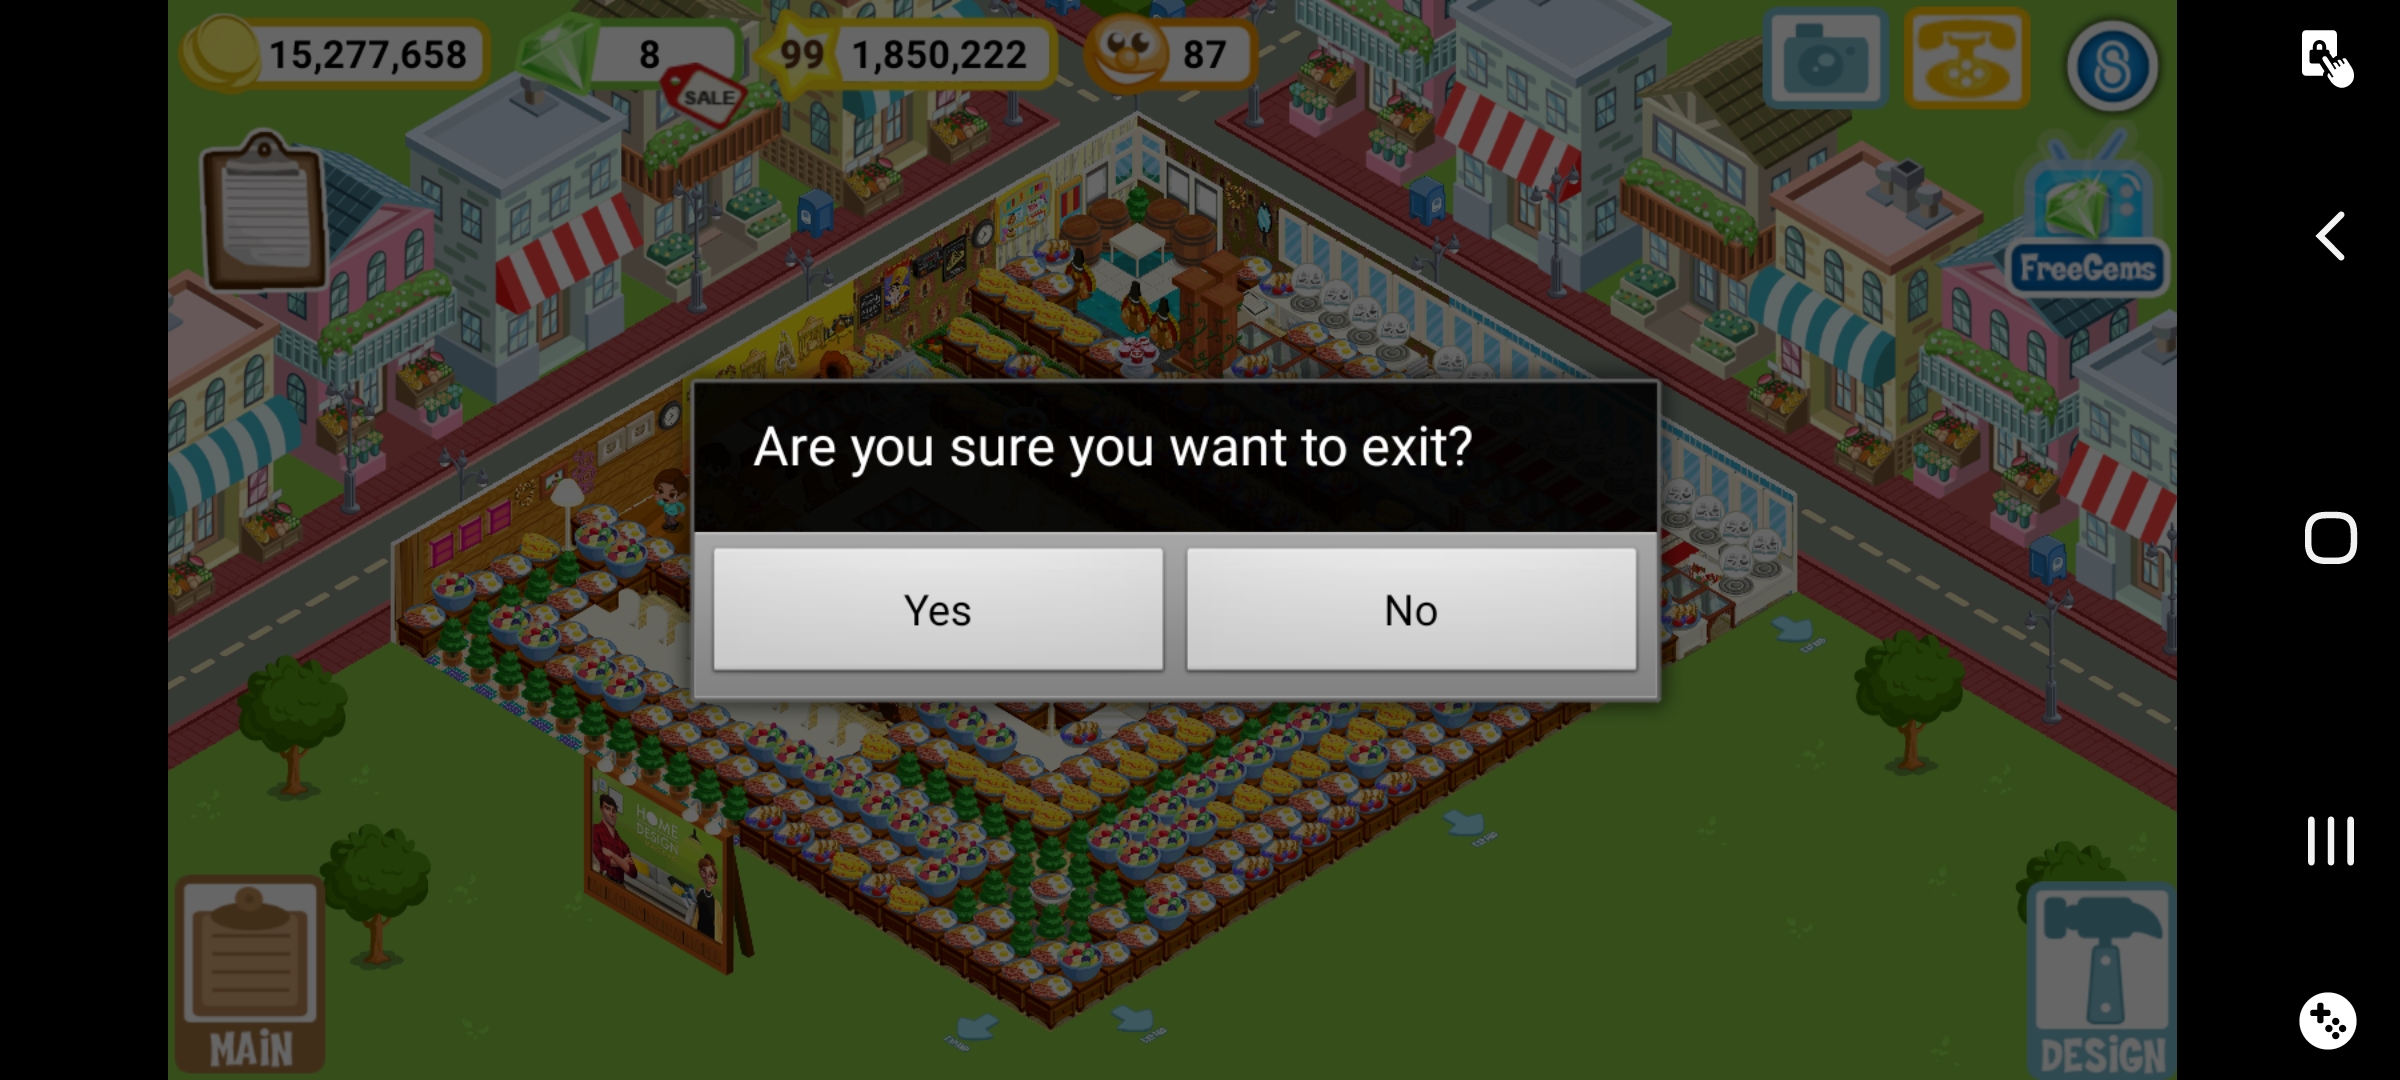 15,277,658
8
99 1,850,222
87
SALE
FreeGems
Are you sure you want to exit?
Yes
No
HOME
DESIGN
MAIN
DESIGN